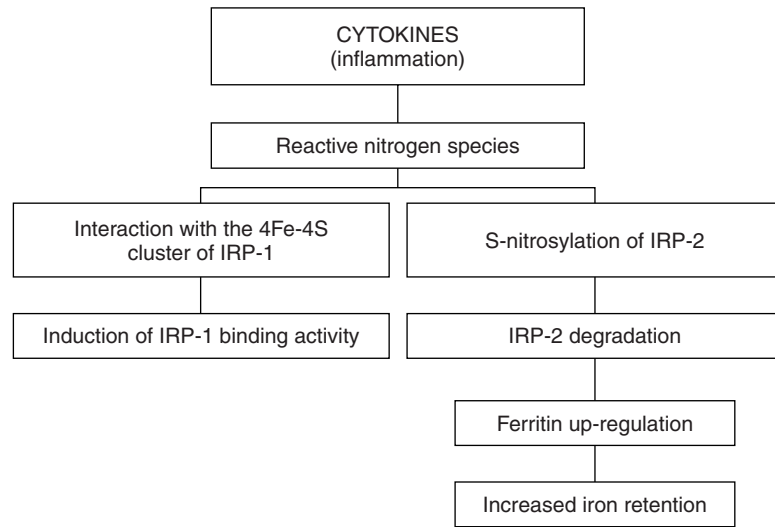 CYTOKINES
(inflammation)
Reactive nitrogen species
Interaction with the 4Fe-4S
cluster of IRP-1
S-nitrosylation of IRP-2
Induction of IRP-1 binding activity
IRP-2 degradation
Ferritin up-regulation
Increased iron retention